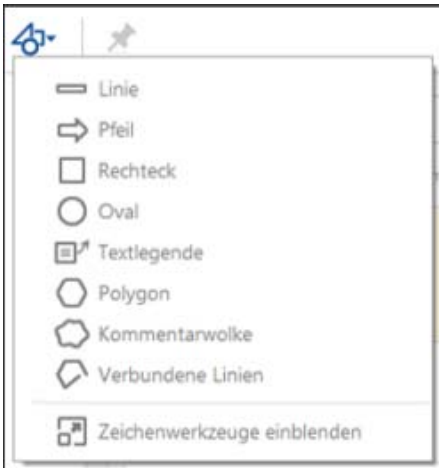 Linie
Pfeil
Rechteck
Oval
Textlegende
Polygon
Kommentarwolke
Verbundene Linien
Zeichenwerkzeuge einblenden